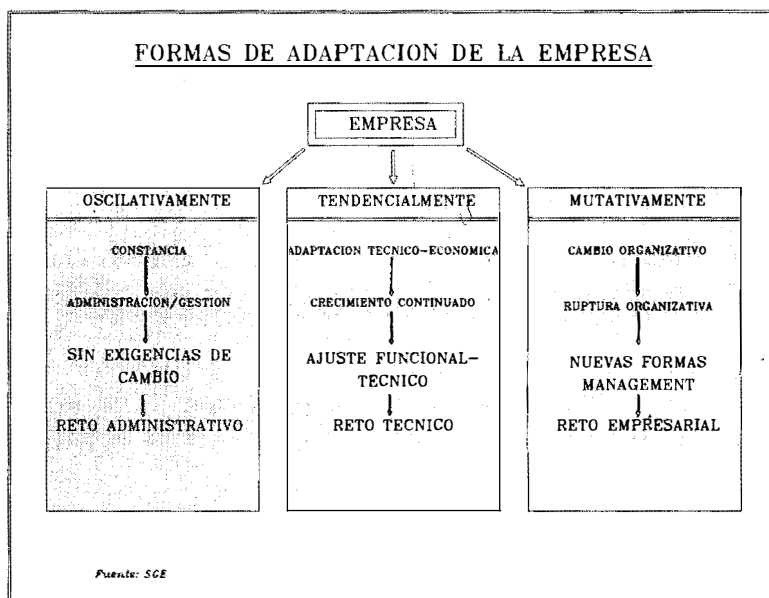 FORMAS DE ADAPTACION DE LA EMPRESA
EMPRESA
OSCILATIVAMENTE
CONSTANCIA
ADMINISTRACION/GESTION
SIN EXIGENCIAS DE
CAMBIO
RETO ADMINISTRATIVO
TENDENCIALMENTE
ADAPTACION TECNICO-ECONOMICA
CRECIMIENTO CONTINUADO
AJUSTE FUNCIONAL-
TECNICO
RETO TECNICO
MUTATIVAMENTE
CAMBIO ORGANIZATIVO
RUPTURA ORGANIZATIVA
NUEVAS FORMAS
MANAGEMENT
RETO EMPRESARIAL
Fuente: SGE